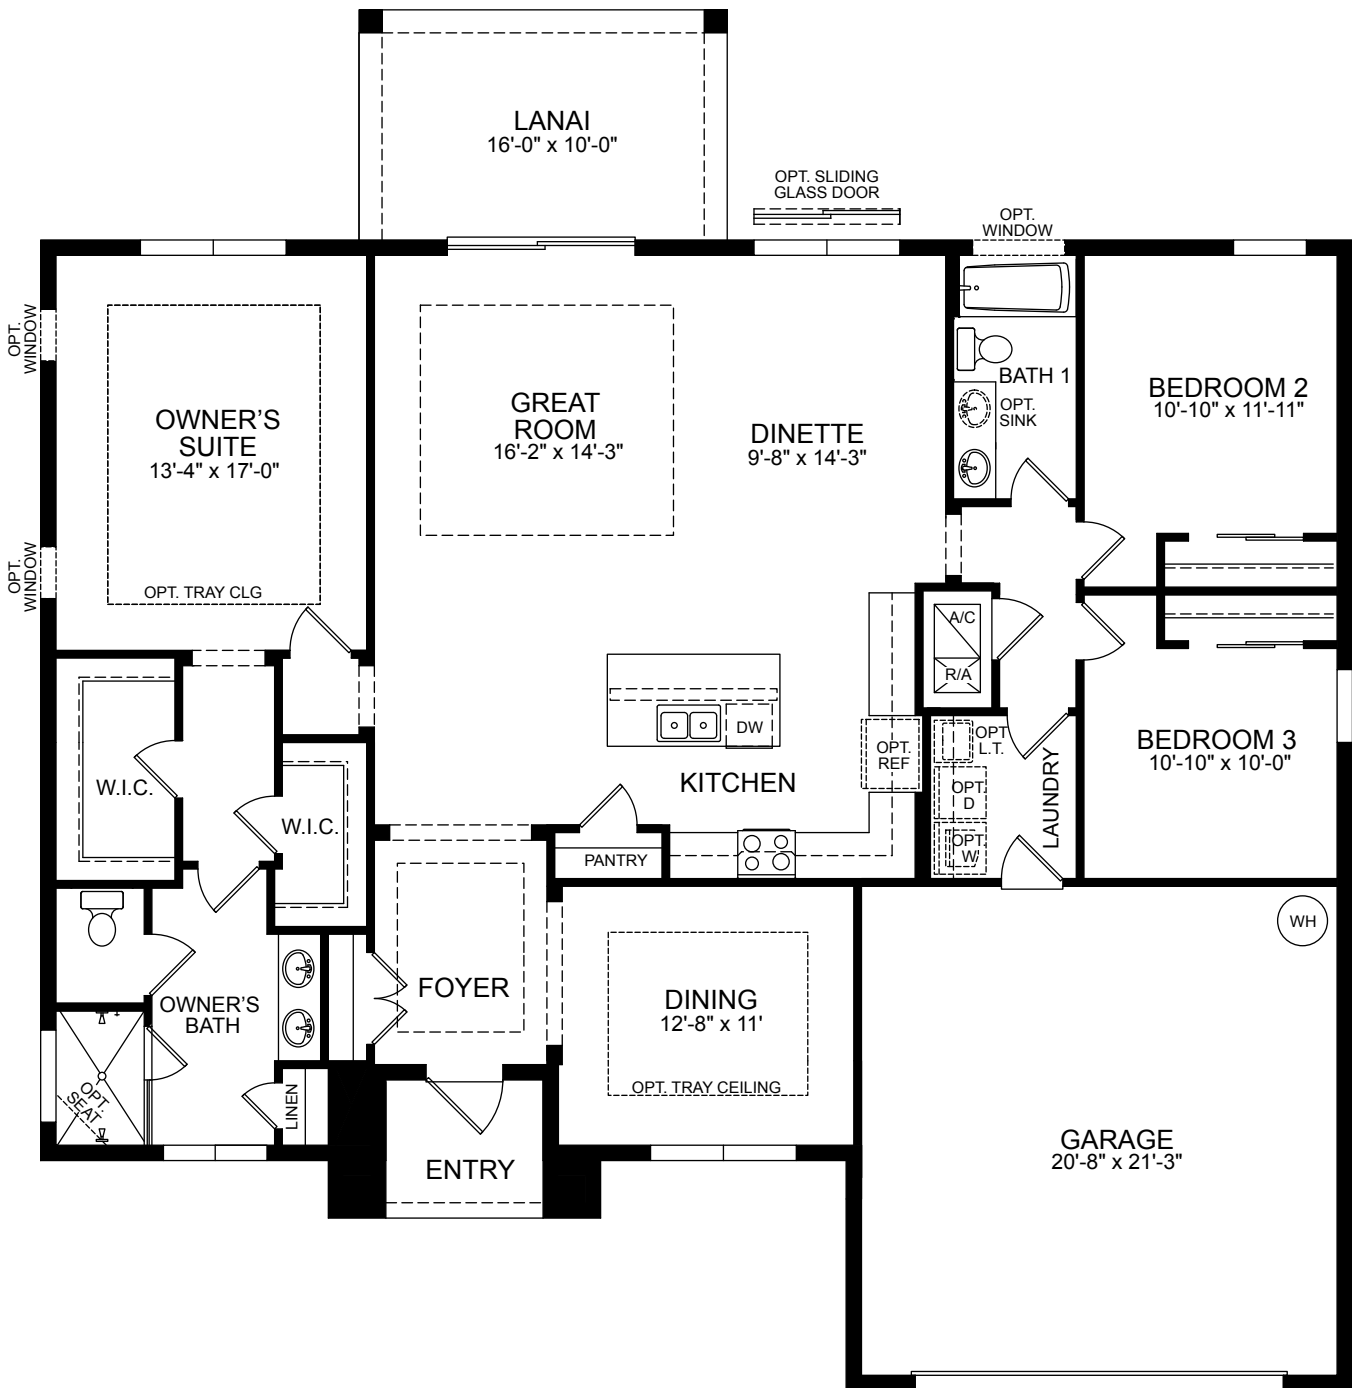 LANAI
16'-0" x 10'-0"
OPT. SLIDING
GLASS DOOR
OPT.
WINDOW
OPT.
WINDOW
OWNER'S
SUITE
13'-4" x 17'-0"
OPT. TRAY CLG
OPT.
WINDOW
GREAT
ROOM
16'-2" x 14'-3"
DINETTE
9'-8" x 14'-3"
BATH 1
OPT.
SINK
BEDROOM 2
10'-10" x 11'-11"
A/C
R/A
DW
OPT.
REF
KITCHEN
PANTRY
OPT
L.T.
OPT.
D
OPT.
W
LAUNDRY
BEDROOM 3
10'-10" x 10'-0"
W.I.C.
W.I.C.
WH
OWNER'S
BATH
OPT.
SEAT
LINEN
FOYER
DINING
12'-8" x 11'
OPT. TRAY CEILING
ENTRY
GARAGE
20'-8" x 21'-3"